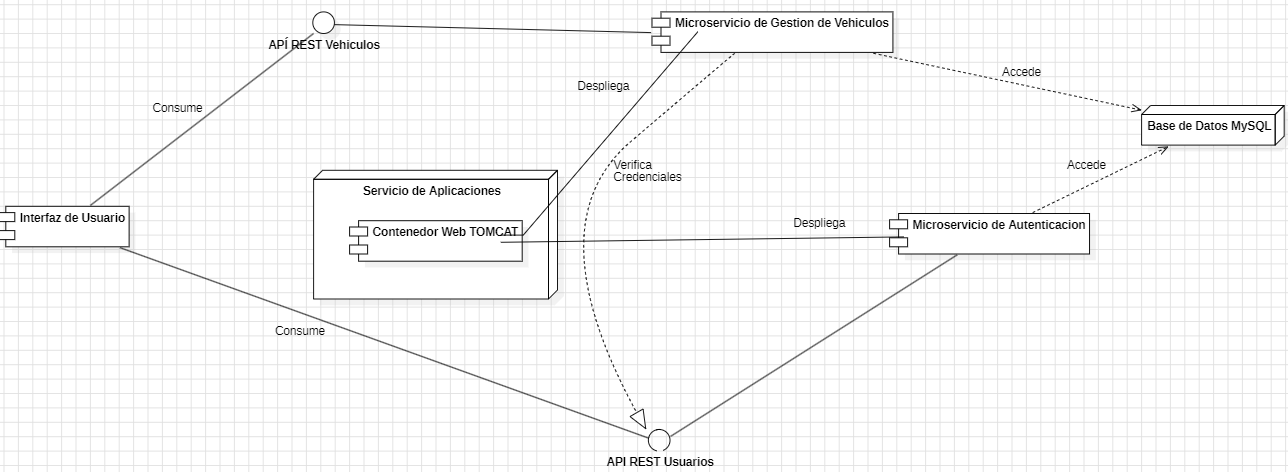 Microservicio de Gestion de Vehiculos
APÍ REST Vehiculos
Despliega
Accede
Consume
Base de Datos MySQL
Verifica
Credenciales
Accede
Servicio de Aplicaciones
Interfaz de Usuario
Contenedor Web TOMCAT
Despliega
Microservicio de Autenticacion
Consume
API REST Usuarios